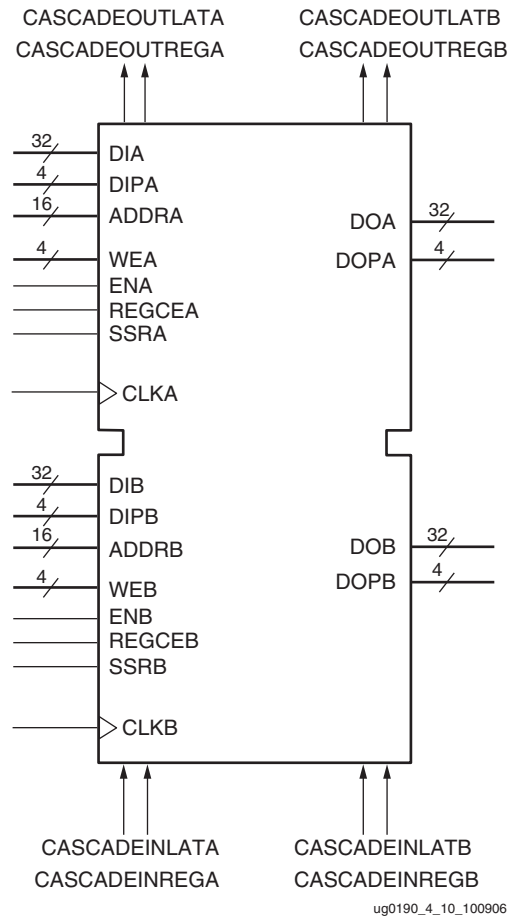 CASCADEOUTLATA CASCADEOUTLATB
CASCADEOUTREGA CASCADEOUTREGB
32 DIA
4 DIPA
16 ADDRA
DOA 32
4 WEA
DOPA 4
ENA
REGCEA
SSRA
CLKA
32 DIB
4 DIPB
16 ADDRB
DOB 32
4 WEB
DOPB 4
ENB
REGCEB
SSRB
CLKB
CASCADEINLATA CASCADEINLATB
CASCADEINREGA CASCADEINREGB
ug0190_4_10_100906